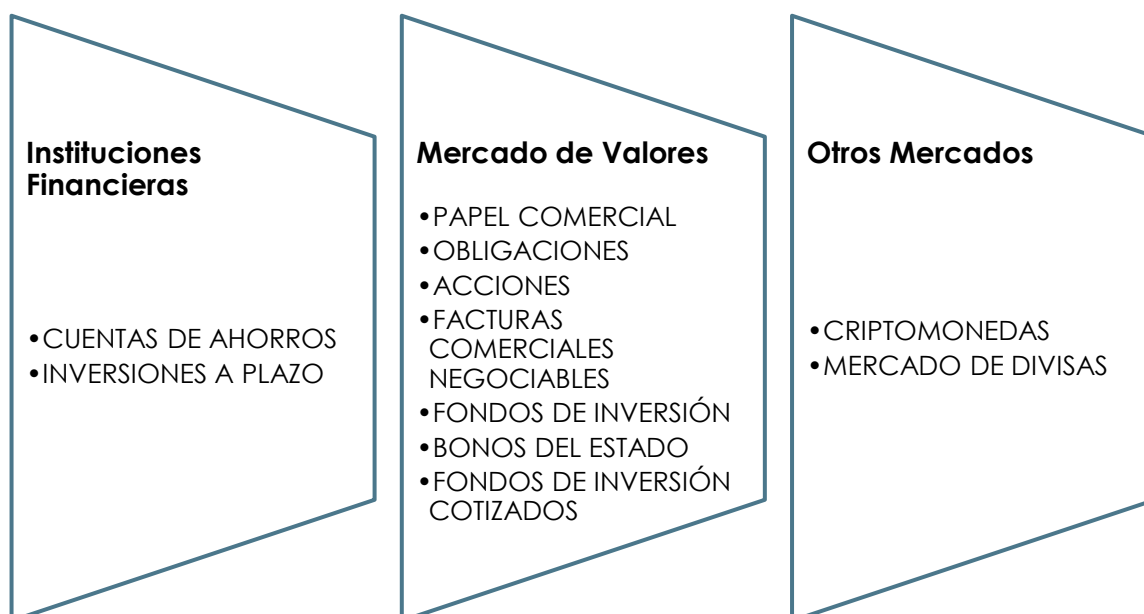 Instituciones
Financieras
•CUENTAS DE AHORROS
•INVERSIONES A PLAZO
Mercado de Valores
•PAPEL COMERCIAL
•OBLIGACIONES
•ACCIONES
•FACTURAS
COMERCIALES
NEGOCIABLES
•FONDOS DE INVERSIÓN
•BONOS DEL ESTADO
•FONDOS DE INVERSIÓN
COTIZADOS
Otros Mercados
•CRIPTOMONEDAS
•MERCADO DE DIVISAS